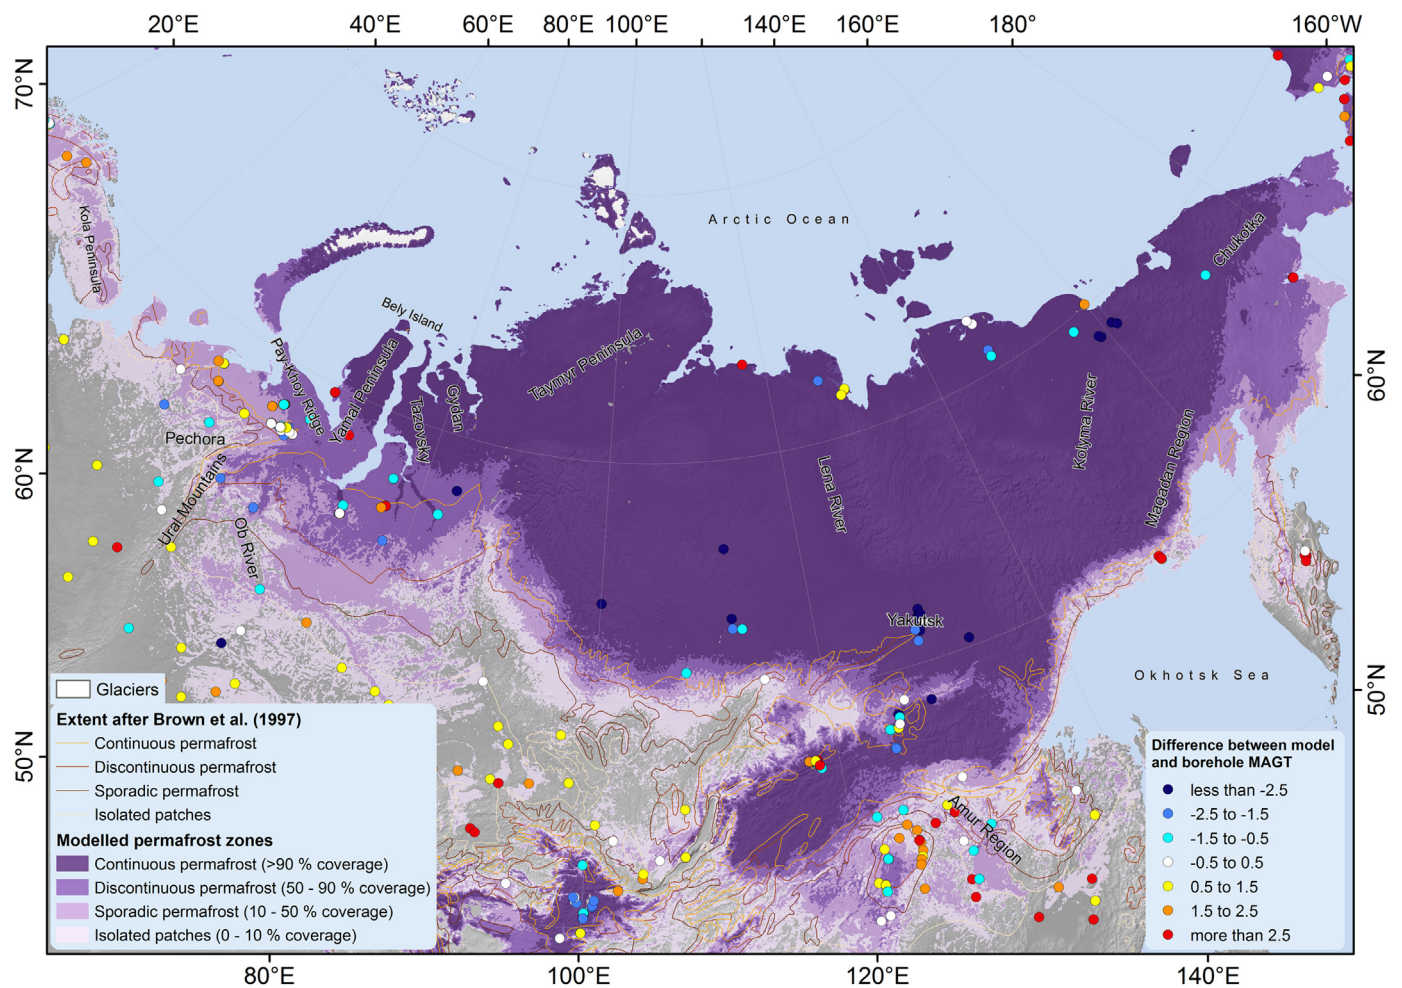 20°E 40°E 60°E 80°E 100°E 140°E 160°E 180° 160°W
70°N
60°N
50°N
60°N
50°N
80°E 100°E 120°E 140°E
Arctic Ocean
Kola Peninsula
Chukotka
Bely Island
Pay-Khoy Ridge
Yamal Peninsula
Taymyr Peninsula
Gydan
Tazovsky
Pechora
Ural Mountains
Ob River
Lena River
Kolyma River
Magadan Region
Yakutsk
Okhotsk Sea
Amur Region
Glaciers
Extent after Brown et al. (1997)
Continuous permafrost
Discontinuous permafrost
Sporadic permafrost
Isolated patches
Modelled permafrost zones
Continuous permafrost (>90 % coverage)
Discontinuous permafrost (50 - 90 % coverage)
Sporadic permafrost (10 - 50 % coverage)
Isolated patches (0 - 10 % coverage)
Difference between model
and borehole MAGT
less than -2.5
-2.5 to -1.5
-1.5 to -0.5
-0.5 to 0.5
0.5 to 1.5
1.5 to 2.5
more than 2.5